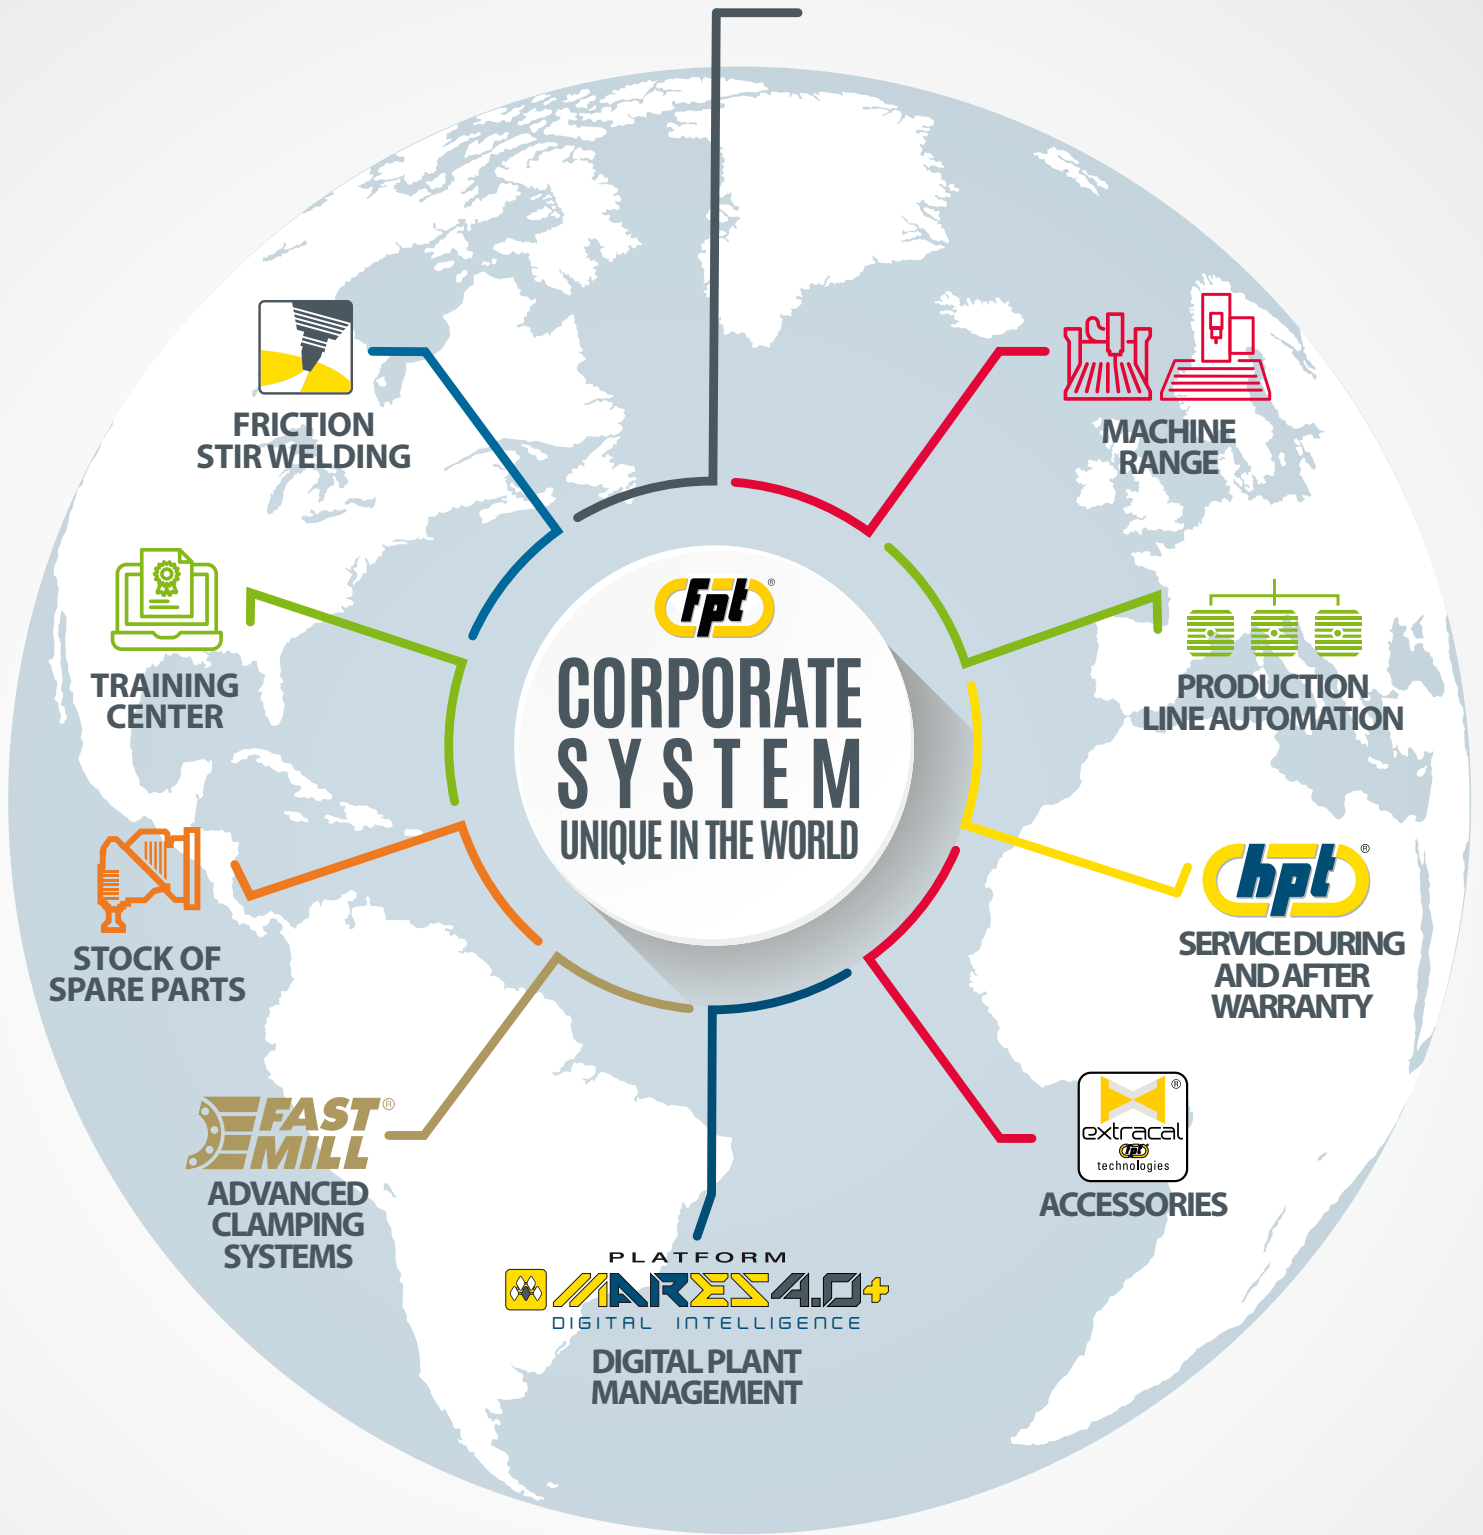 fpt®
CORPORATE
SYSTEM
UNIQUE IN THE WORLD
MACHINE
RANGE
PRODUCTION
LINE AUTOMATION
hpt®
SERVICE DURING
AND AFTER
WARRANTY
®
extracal
fpt
technologies
ACCESSORIES
PLATFORM
MARES 4.0+
DIGITAL INTELLIGENCE
DIGITAL PLANT
MANAGEMENT
FAST®
MILL
ADVANCED
CLAMPING
SYSTEMS
STOCK OF
SPARE PARTS
TRAINING
CENTER
FRICTION
STIR WELDING